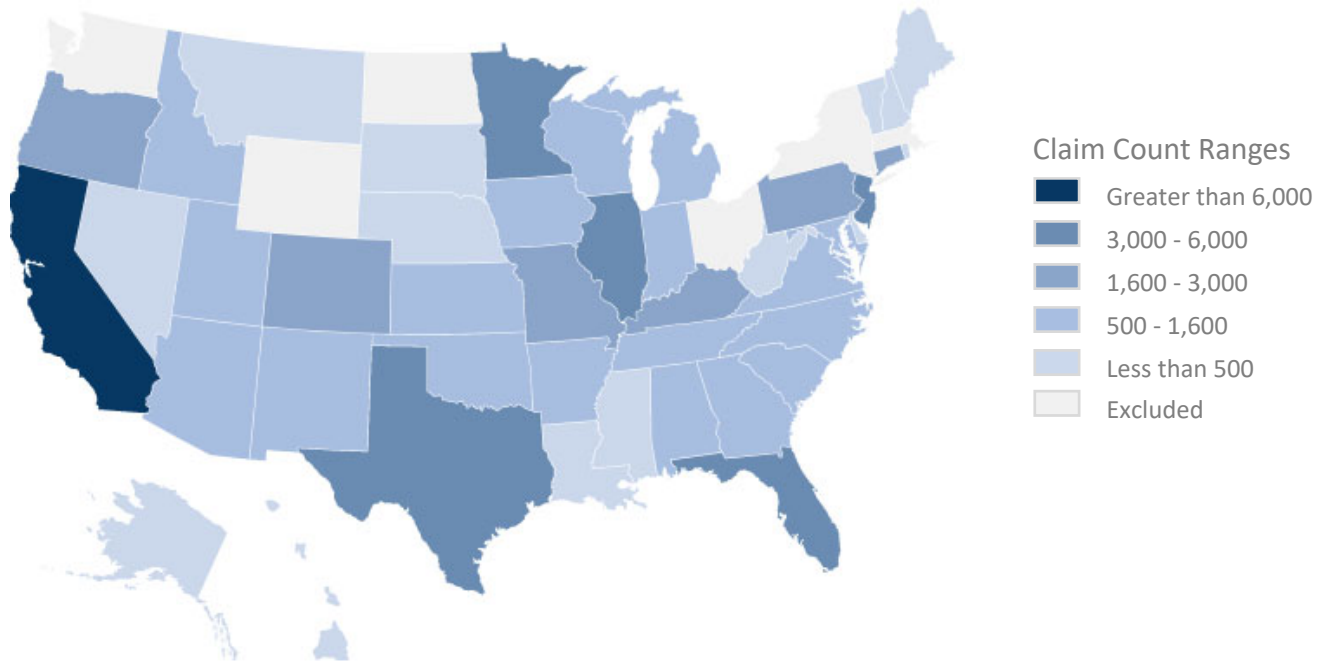 Claim Count Ranges
Greater than 6,000
3,000 - 6,000
1,600 - 3,000
500 - 1,600
Less than 500
Excluded